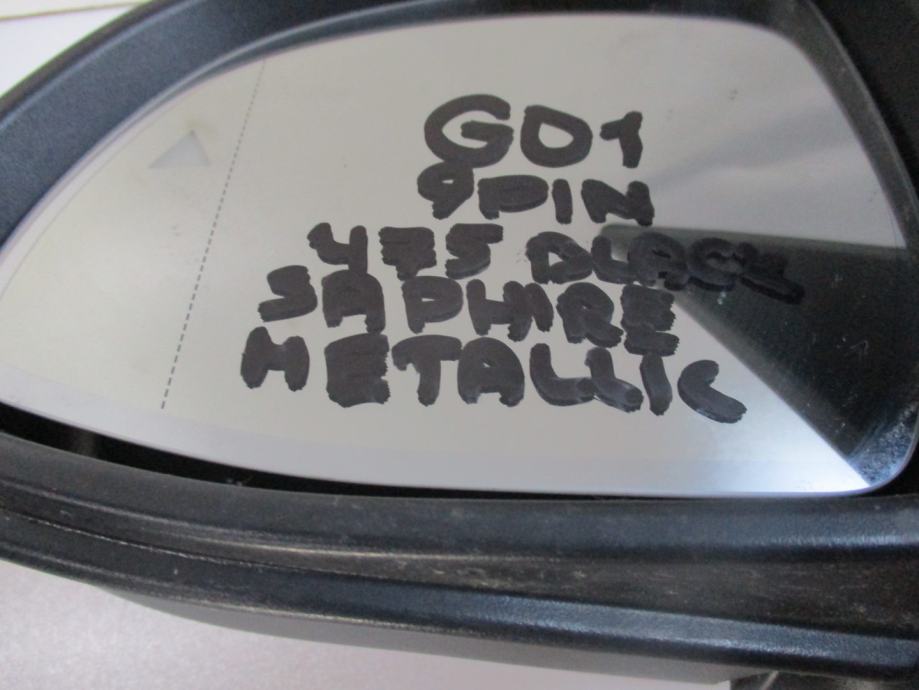 G01
9PIN
475 BLACK
SAPHIRE
METALLIC